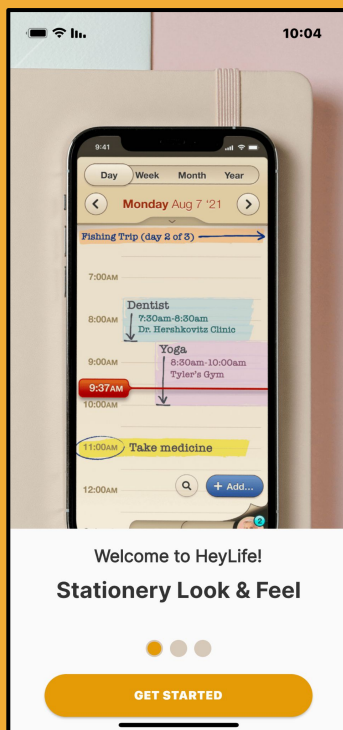 10:04
9:41
Day Week Month Year
Monday Aug 7 '21
Fishing Trip (day 2 of 3)
7:00AM
Dentist
8:00AM 7:30am-8:30am
Dr. Hershkovitz Clinic
Yoga
9:00AM 8:30am-10:00am
Tyler's Gym
9:37AM
10:00AM
11:00AM Take medicine
12:00AM
+ Add...
2
Welcome to HeyLife!
Stationery Look & Feel
GET STARTED